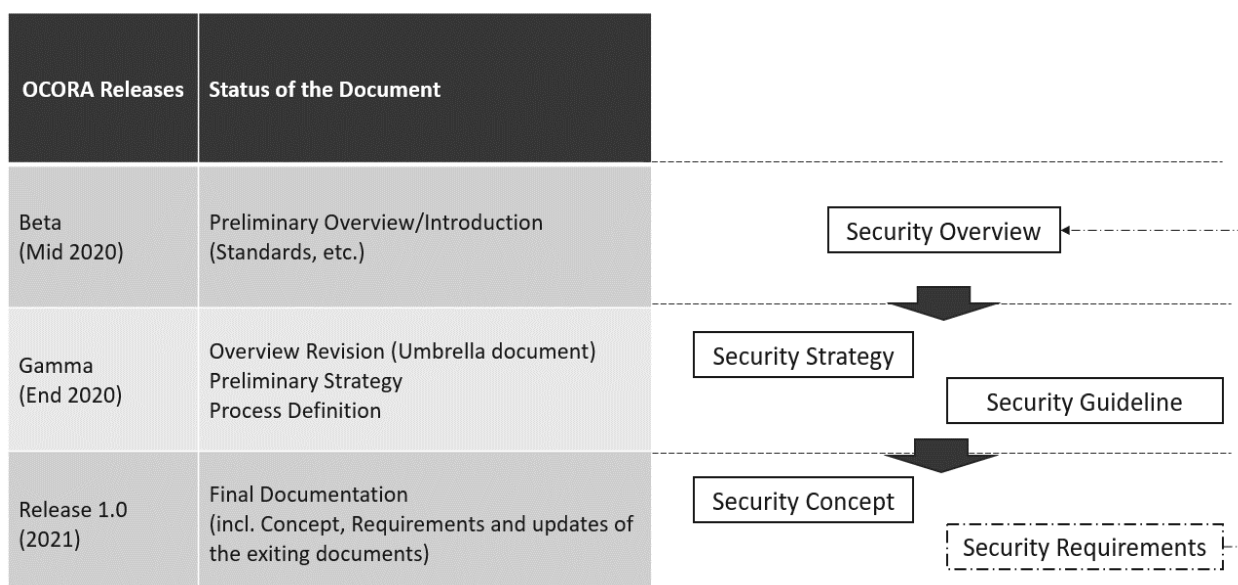 OCORA Releases
Status of the Document
Beta
(Mid 2020)
Preliminary Overview/Introduction
(Standards, etc.)
Security Overview
Gamma
(End 2020)
Overview Revision (Umbrella document)
Preliminary Strategy
Process Definition
Security Strategy
Security Guideline
Release 1.0
(2021)
Final Documentation
(incl. Concept, Requirements and updates of
the exiting documents)
Security Concept
Security Requirements